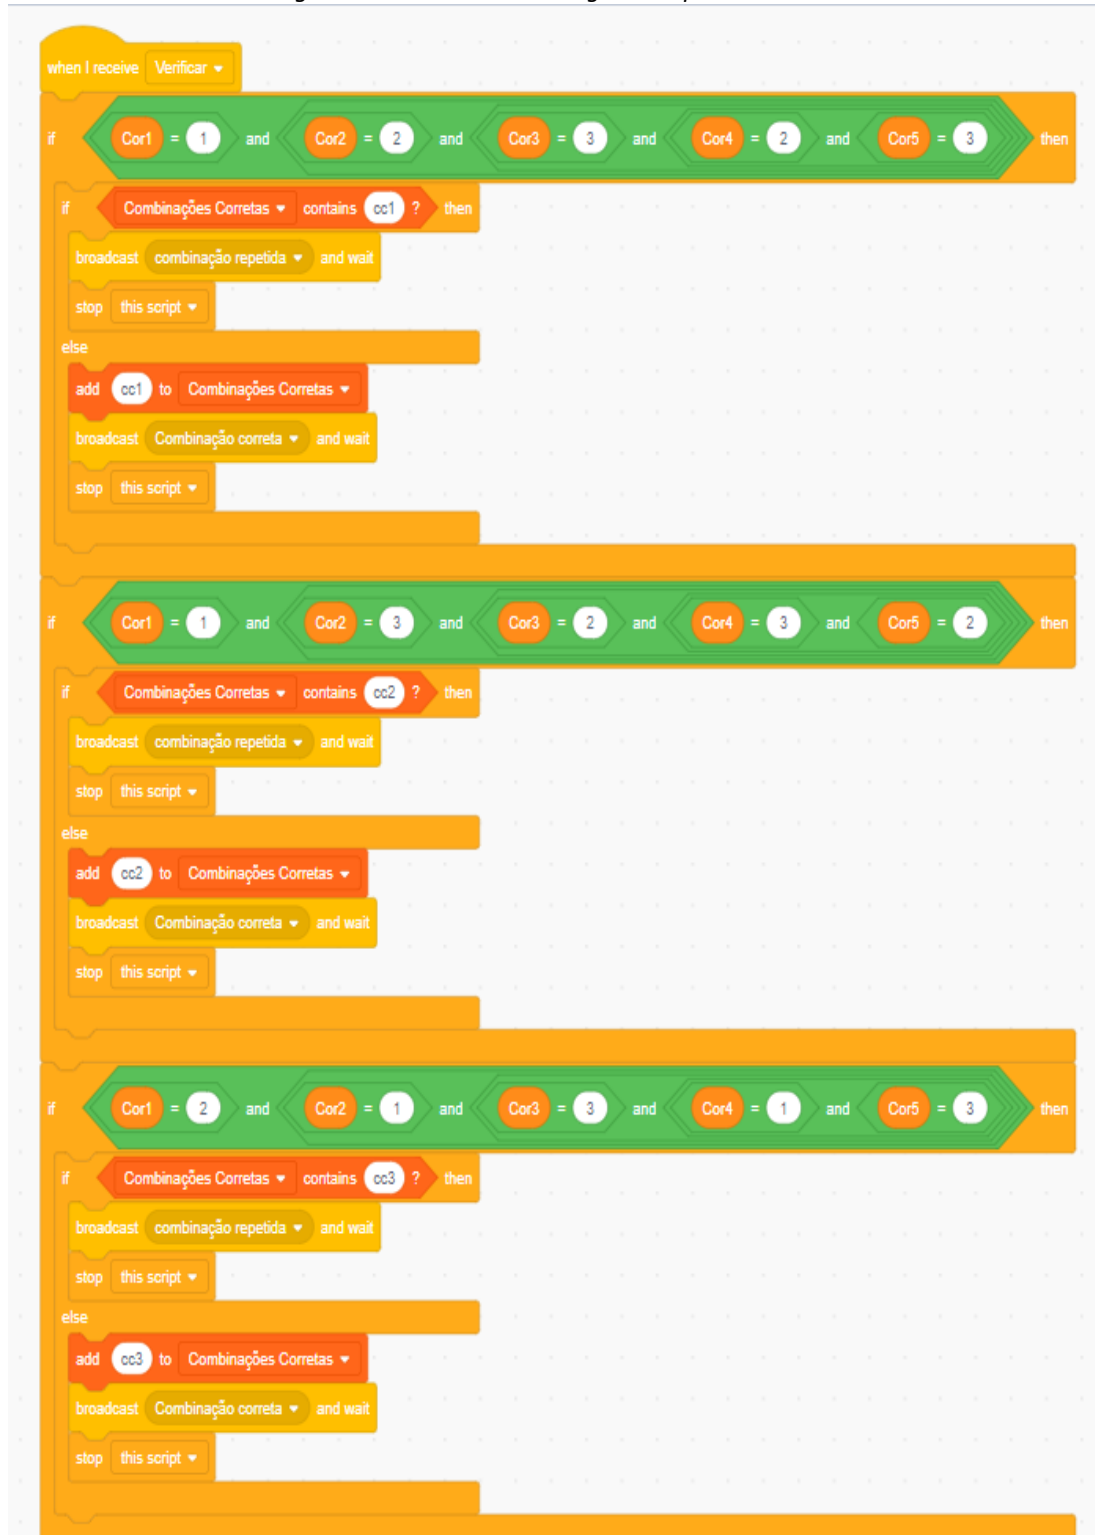 when I receive Verificar
if Cor1 = 1 and Cor2 = 2 and Cor3 = 3 and Cor4 = 2 and Cor5 = 3 then
if Combinações Corretas contains cc1 ? then
broadcast combinação repetida and wait
stop this script
else
add cc1 to Combinações Corretas
broadcast Combinação correta and wait
stop this script
if Cor1 = 1 and Cor2 = 3 and Cor3 = 2 and Cor4 = 3 and Cor5 = 2 then
if Combinações Corretas contains cc2 ? then
broadcast combinação repetida and wait
stop this script
else
add cc2 to Combinações Corretas
broadcast Combinação correta and wait
stop this script
if Cor1 = 2 and Cor2 = 1 and Cor3 = 3 and Cor4 = 1 and Cor5 = 3 then
if Combinações Corretas contains cc3 ? then
broadcast combinação repetida and wait
stop this script
else
add cc3 to Combinações Corretas
broadcast Combinação correta and wait
stop this script